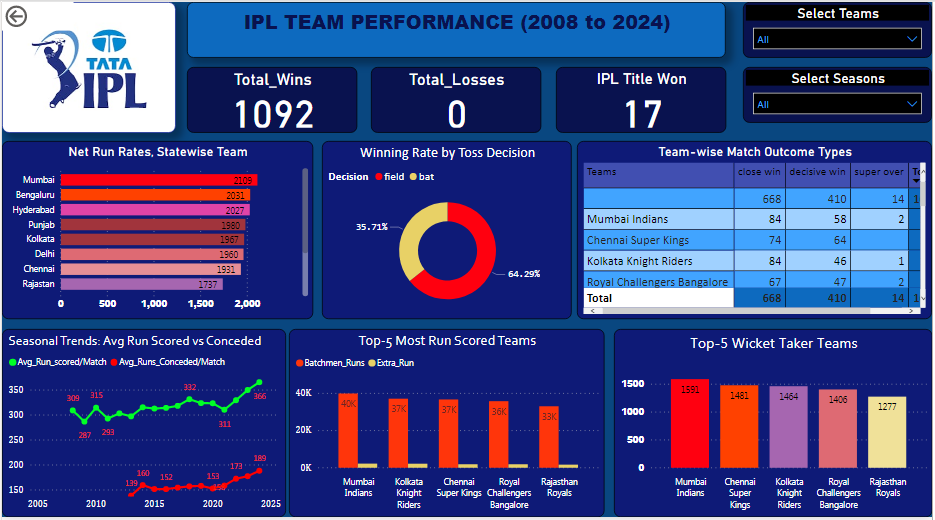 IPL TEAM PERFORMANCE (2008 to 2024)
TATA
IPL
Select Teams
All
Select Seasons
All
Total_Wins
1092
Total_Losses
0
IPL Title Won
17
Net Run Rates, Statewise Team
Mumbai 2109
Bengaluru 2031
Hyderabad 2027
Punjab 1980
Kolkata 1967
Delhi 1960
Chennai 1931
Rajastan 1737
0 500 1,000 1,500 2,000
Winning Rate by Toss Decision
Decision field bat
35.71%
64.29%
Team-wise Match Outcome Types
Teams close win decisive win super over
668 410 14
Mumbai Indians 84 58 2
Chennai Super Kings 74 64
Kolkata Knight Riders 84 46 1
Royal Challengers Bangalore 67 47 2
Total 668 410 14
Seasonal Trends: Avg Run Scored vs Conceded
Avg_Run_scored/Match Avg_Runs_Conceded/Match
350
300
250
200
150
309
287
315
293
332
311
366
139
160
152
153
173
189
2005 2010 2015 2020 2025
Top-5 Most Run Scored Teams
Batchmen_Runs Extra_Run
40K
20K
0K
40K 37K 37K 36K 33K
Mumbai Indians
Kolkata Knight Riders
Chennai Super Kings
Royal Challengers Bangalore
Rajasthan Royals
Top-5 Wicket Taker Teams
1500
1000
500
0
1591 1481 1464 1406 1277
Mumbai Indians
Chennai Super Kings
Kolkata Knight Riders
Royal Challengers Bangalore
Rajasthan Royals